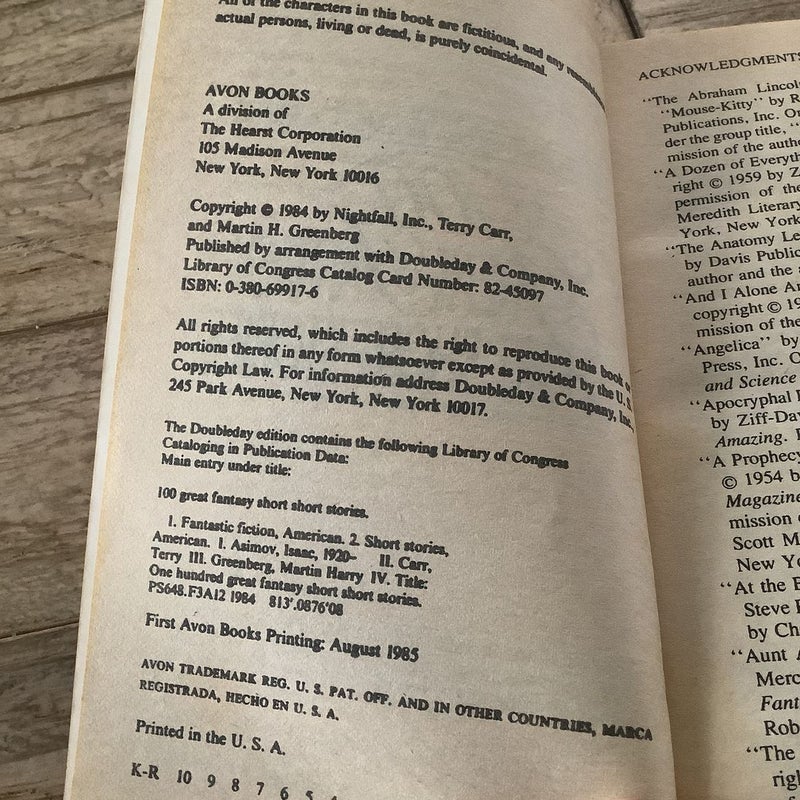 All of the characters in this book are fictitious, and any
actual persons, living or dead, is purely coincidental.
AVON BOOKS
A division of
The Hearst Corporation
105 Madison Avenue
New York, New York 10016
Copyright © 1984 by Nightfall, Inc., Terry Carr,
and Martin H. Greenberg
Published by arrangement with Doubleday & Company, Inc.
Library of Congress Catalog Card Number: 82-45097
ISBN: 0-380-69917-6
All rights reserved, which includes the right to reproduce this book
portions thereof in any form whatsoever except as provided by the U. S.
Copyright Law. For information address Doubleday & Company, Inc.,
245 Park Avenue, New York, New York 10017.
The Doubleday edition contains the following Library of Congress
Cataloging in Publication Data:
Main entry under title:
100 great fantasy short short stories.
1. Fantastic fiction, American. 2. Short stories,
American. I. Asimov, Isaac, 1920- II. Carr,
Terry III. Greenberg, Martin Harry IV. Title:
One hundred great fantasy short short stories.
PS648.F3A12 1984 813'.0876'08
First Avon Books Printing: August 1985
AVON TRADEMARK REG. U. S. PAT. OFF. AND IN OTHER COUNTRIES, MARCA
REGISTRADA, HECHO EN U. S. A.
Printed in the U. S. A.
K-R 10 9 8 7 6 5
ACKNOWLEDGMENTS
"The Abraham Lincol
"Mouse-Kitty" by R
Publications, Inc. O
der the group title, "
mission of the autho
"A Dozen of Everyth
right © 1959 by Z
permission of the
Meredith Literary
York, New York
"The Anatomy Le
by Davis Public
author and the
"And I Alone A
copyright © 19
mission of the
"Angelica" by
Press, Inc. O
and Science
"Apocryphal
by Ziff-Da
Amazing.
"A Prophecy
© 1954 b
Magazine
mission
Scott M
New Yo
"At the E
Steve
by Ch
"Aunt A
Merc
Fant
Rob
"The
righ